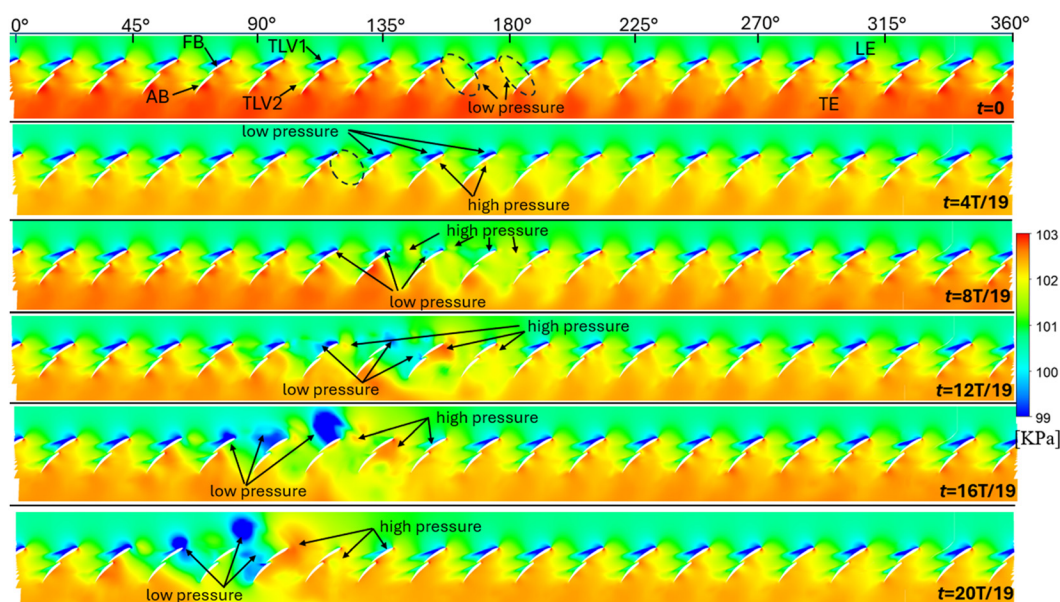 0° 45° 90° 135° 180° 225° 270° 315° 360°
FB TLV1 LE
AB TLV2 low pressure TE t=0
low pressure
high pressure t=4T/19
high pressure
low pressure t=8T/19
high pressure
low pressure t=12T/19
high pressure
low pressure t=16T/19
high pressure
low pressure t=20T/19
103
102
101
100
99
[KPa]